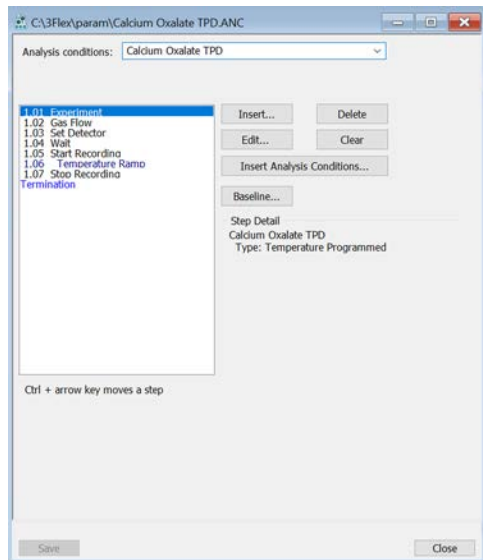 C:\3Flex\param\Calcium Oxalate TPD.ANC
Analysis conditions: Calcium Oxalate TPD
1.01 Experiment
1.02 Gas Flow
1.03 Set Detector
1.04 Wait
1.05 Start Recording
1.06 Temperature Ramp
1.07 Stop Recording
Termination
Insert... Delete
Edit... Clear
Insert Analysis Conditions...
Baseline...
Step Detail
Calcium Oxalate TPD
Type: Temperature Programmed
Ctrl + arrow key moves a step
Save Close